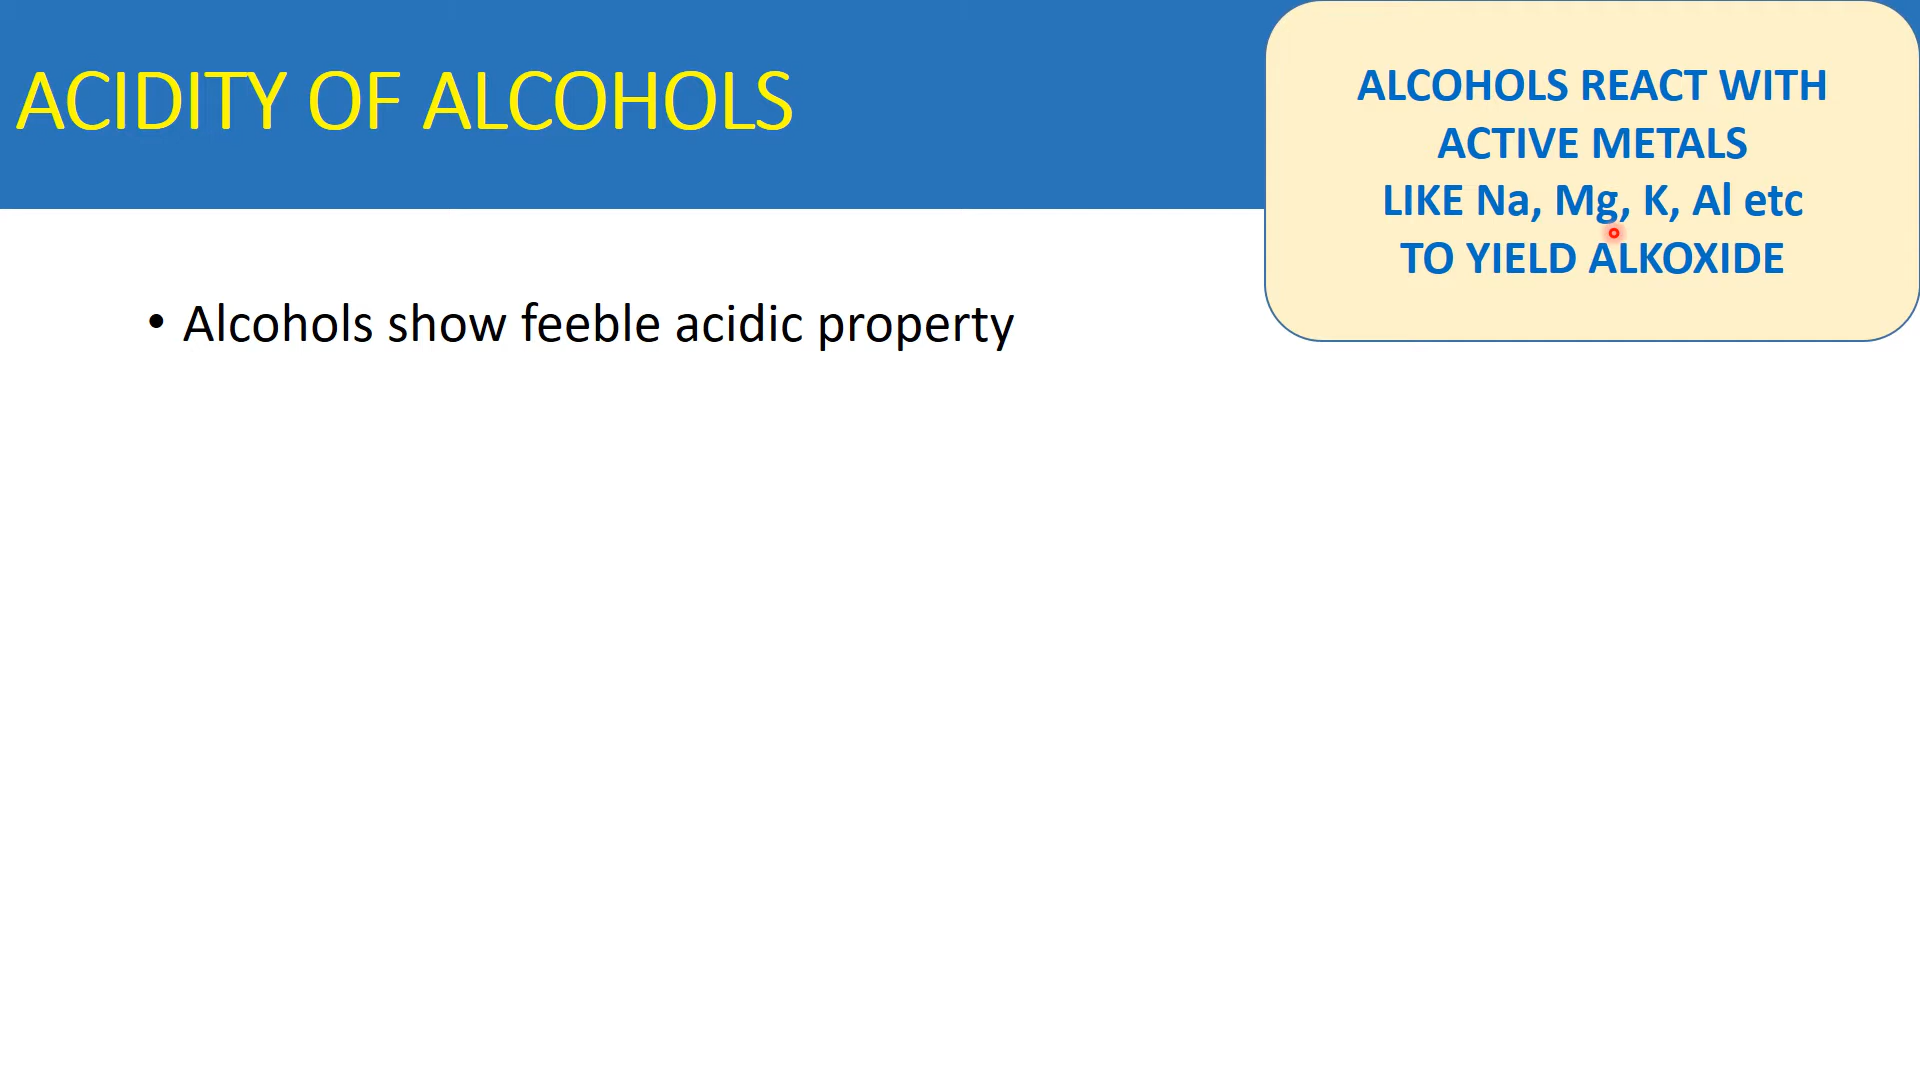 ACIDITY OF ALCOHOLS
ALCOHOLS REACT WITH
ACTIVE METALS
LIKE Na, Mg, K, Al etc
TO YIELD ALKOXIDE
• Alcohols show feeble acidic property